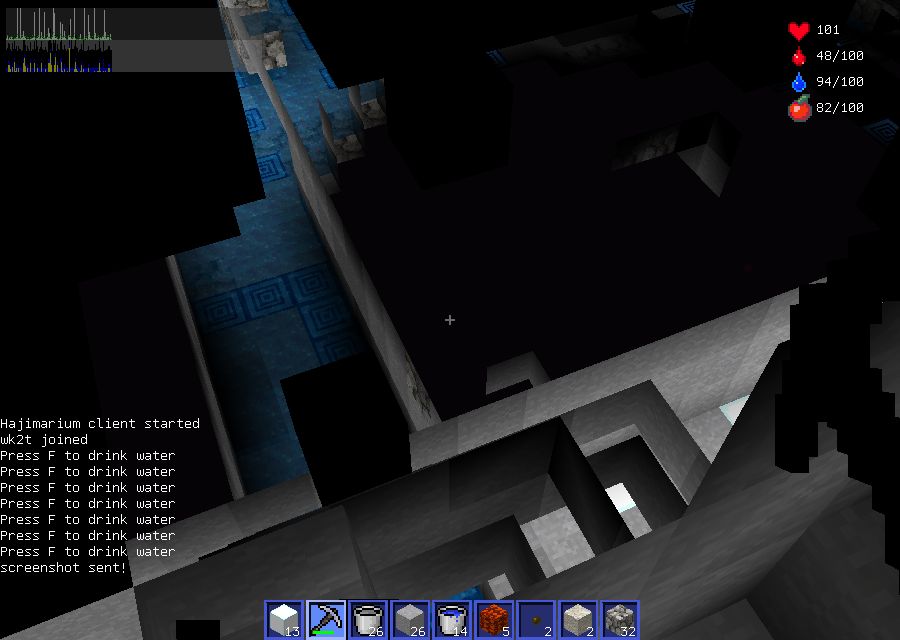 101
48/100
94/100
82/100
Hajimarium client started
wk2t joined
Press F to drink water
Press F to drink water
Press F to drink water
Press F to drink water
Press F to drink water
Press F to drink water
Press F to drink water
screenshot sent!
13 26 26 14 5 2 2 32